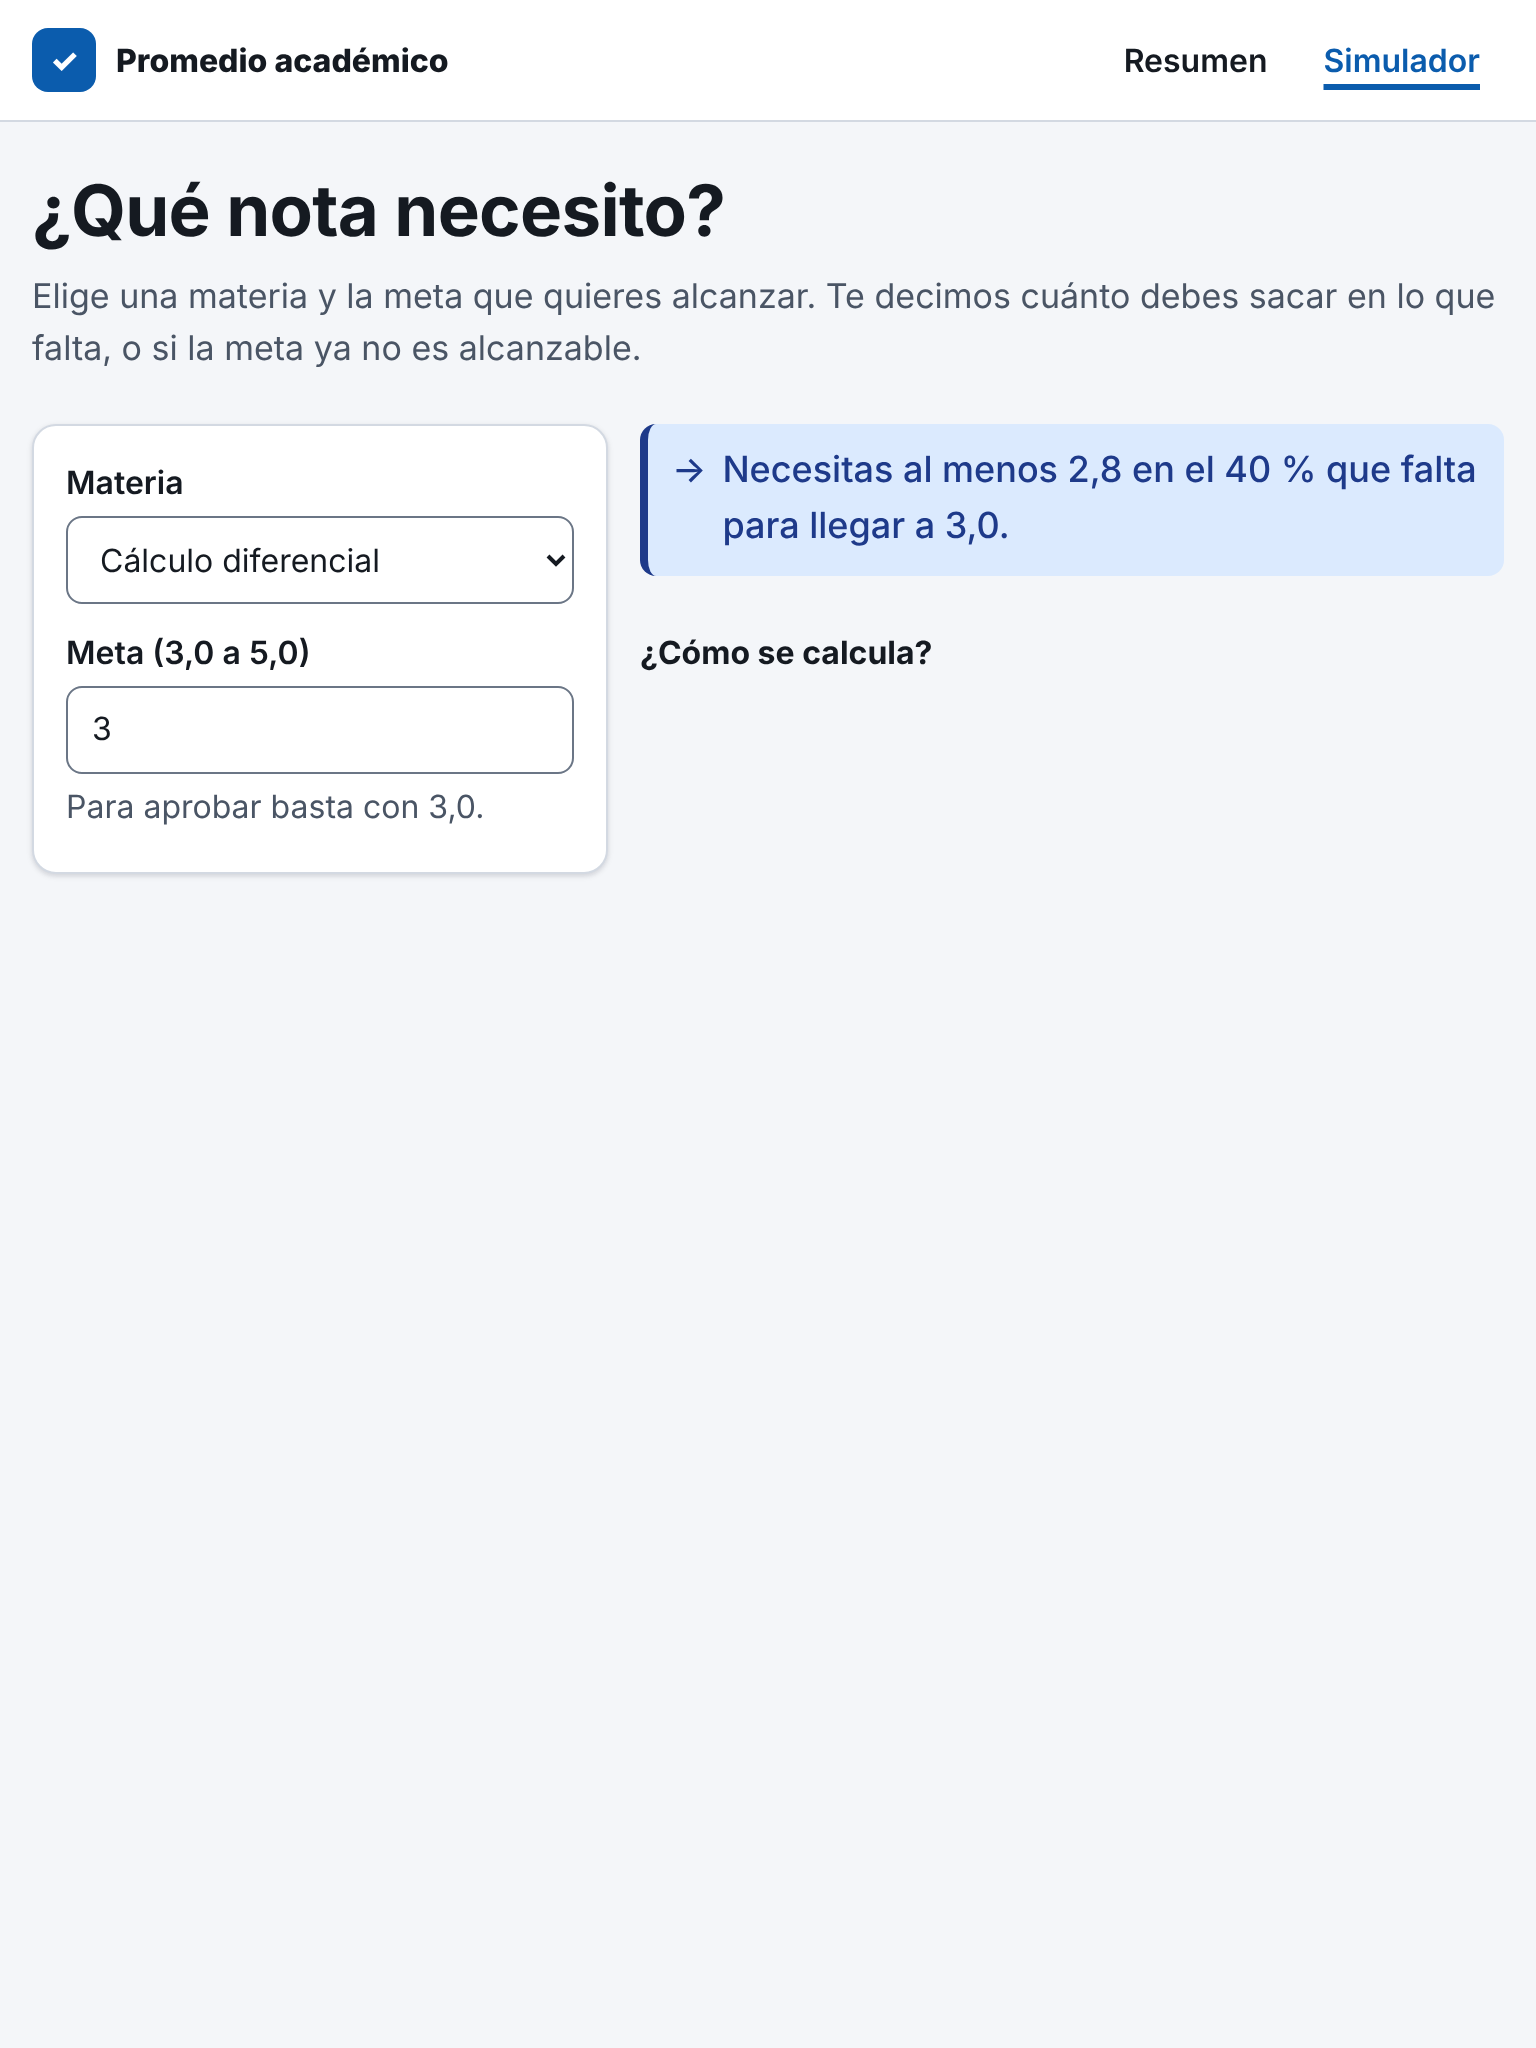 Promedio académico
Resumen
Simulador
¿Qué nota necesito?
Elige una materia y la meta que quieres alcanzar. Te decimos cuánto debes sacar en lo que
falta, o si la meta ya no es alcanzable.
Materia
Cálculo diferencial
Meta (3,0 a 5,0)
3
Para aprobar basta con 3,0.
→ Necesitas al menos 2,8 en el 40 % que falta
para llegar a 3,0.
¿Cómo se calcula?